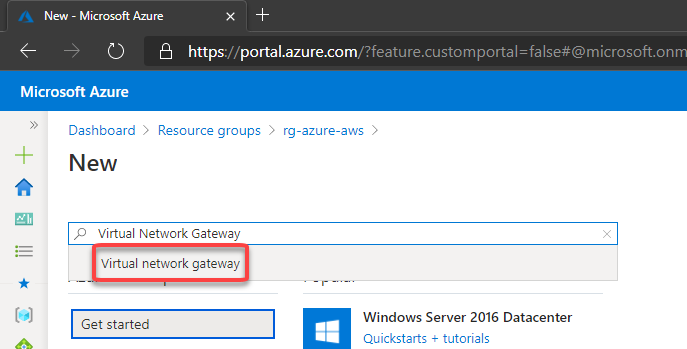 New - Microsoft Azure
https://portal.azure.com/?feature.customportal=false#@microsoft.onm
Microsoft Azure
Dashboard > Resource groups > rg-azure-aws >
New
Virtual Network Gateway
Virtual network gateway
Get started
Windows Server 2016 Datacenter
Quickstarts + tutorials